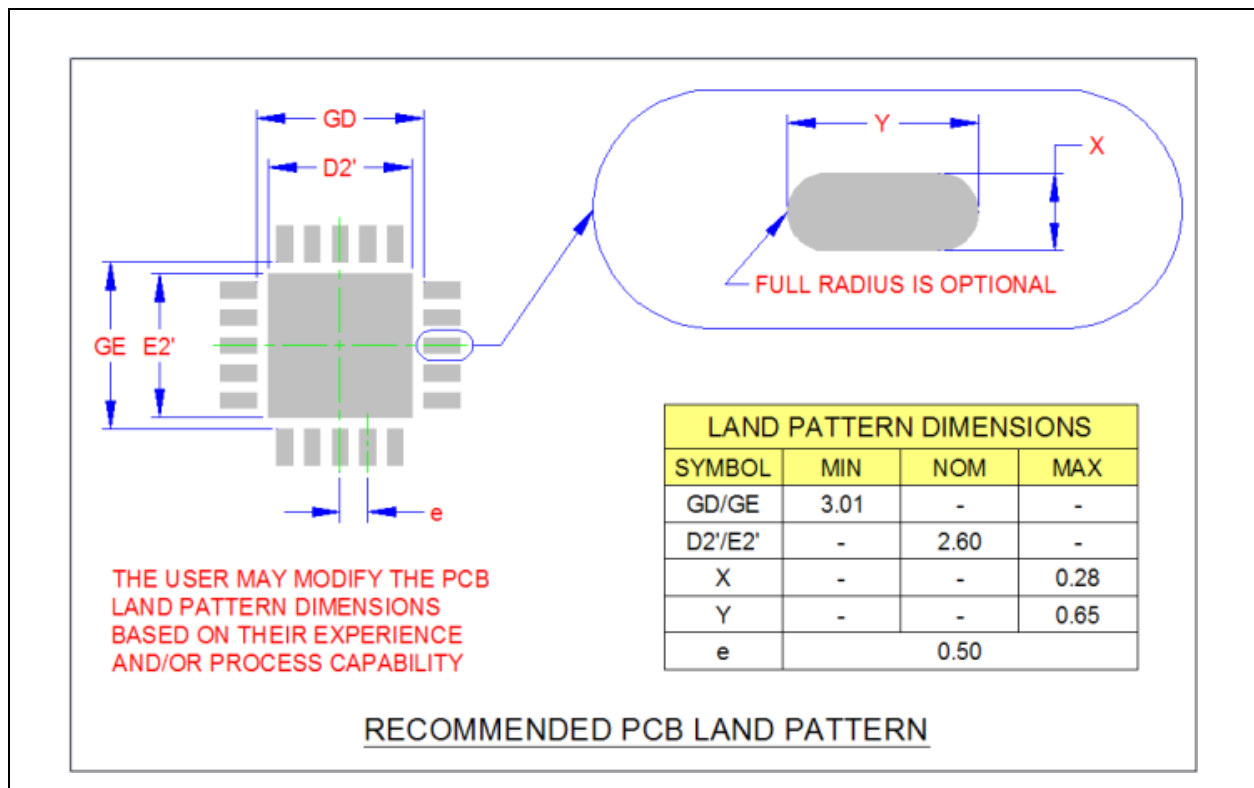 GD
D2'
Y
X
FULL RADIUS IS OPTIONAL
GE E2'
e
LAND PATTERN DIMENSIONS
SYMBOL MIN NOM MAX
GD/GE 3.01 - -
D2'/E2' - 2.60 -
X - - 0.28
Y - - 0.65
e 0.50
THE USER MAY MODIFY THE PCB
LAND PATTERN DIMENSIONS
BASED ON THEIR EXPERIENCE
AND/OR PROCESS CAPABILITY
RECOMMENDED PCB LAND PATTERN